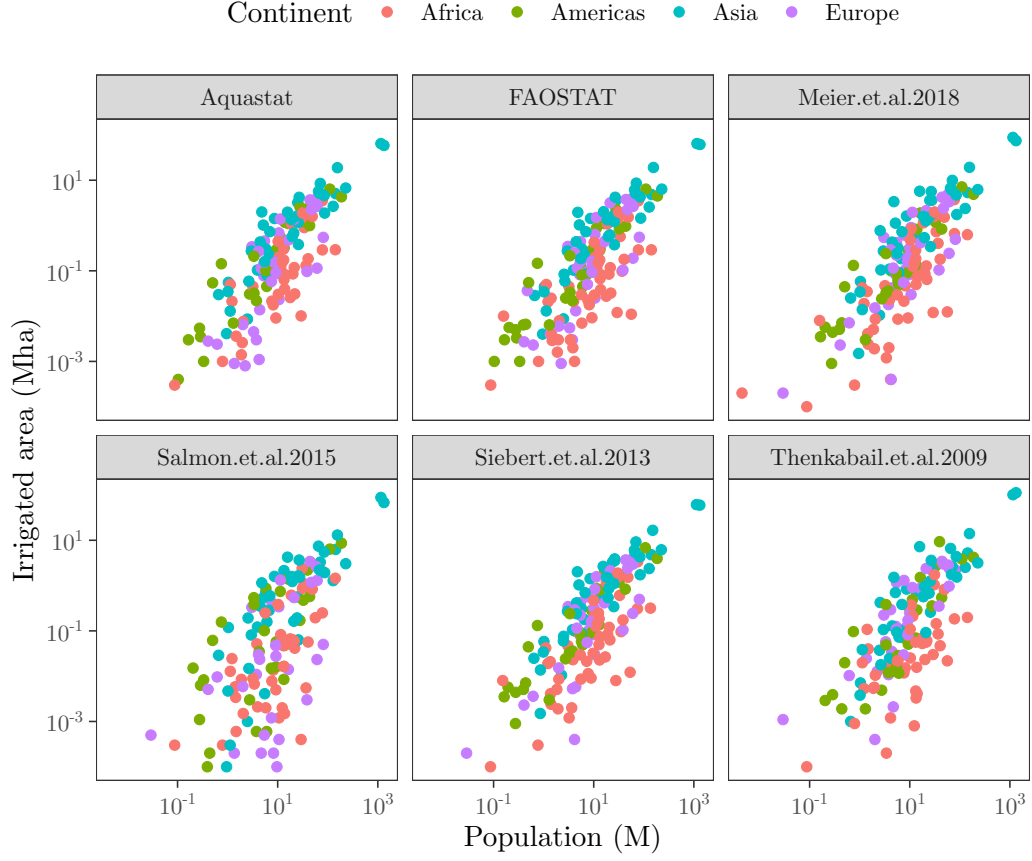 Continent Africa Americas Asia Europe
Aquastat FAOSTAT Meier.et.al.2018
10^1
10^-1
10^-3
Salmon.et.al.2015 Siebert.et.al.2013 Thenkabail.et.al.2009
10^1
10^-1
10^-3
10^-1 10^1 10^3 10^-1 10^1 10^3 10^-1 10^1 10^3
Population (M)
Irrigated area (Mha)